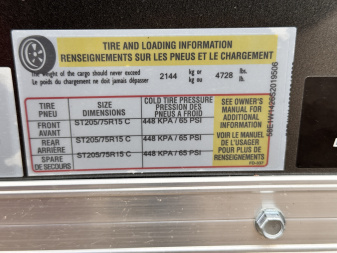 TIRE AND LOADING INFORMATION
RENSEIGNEMENTS SUR LES PNEUS ET LE CHARGEMENT
The weight of the cargo should never exceed
Le poids du chargement ne doit jamais dépasser
2144 kg or kg ou 4728 lbs. lb.
TIRE PNEU
SIZE DIMENSIONS
COLD TIRE PRESSURE
PRESSION DES PNEUS A FROID
FRONT AVANT ST205/75R15 C 448 KPA / 65 PSI
REAR ARRIÈRE ST205/75R15 C 448 KPA / 65 PSI
SPARE DE SECOURS ST205/75R15 C 448 KPA / 65 PSI
SEE OWNER'S
MANUAL FOR
ADDITIONAL
INFORMATION
VOIR LE MANUEL
DE L'USAGER
POUR PLUS DE
RENSEIGNEMENTS